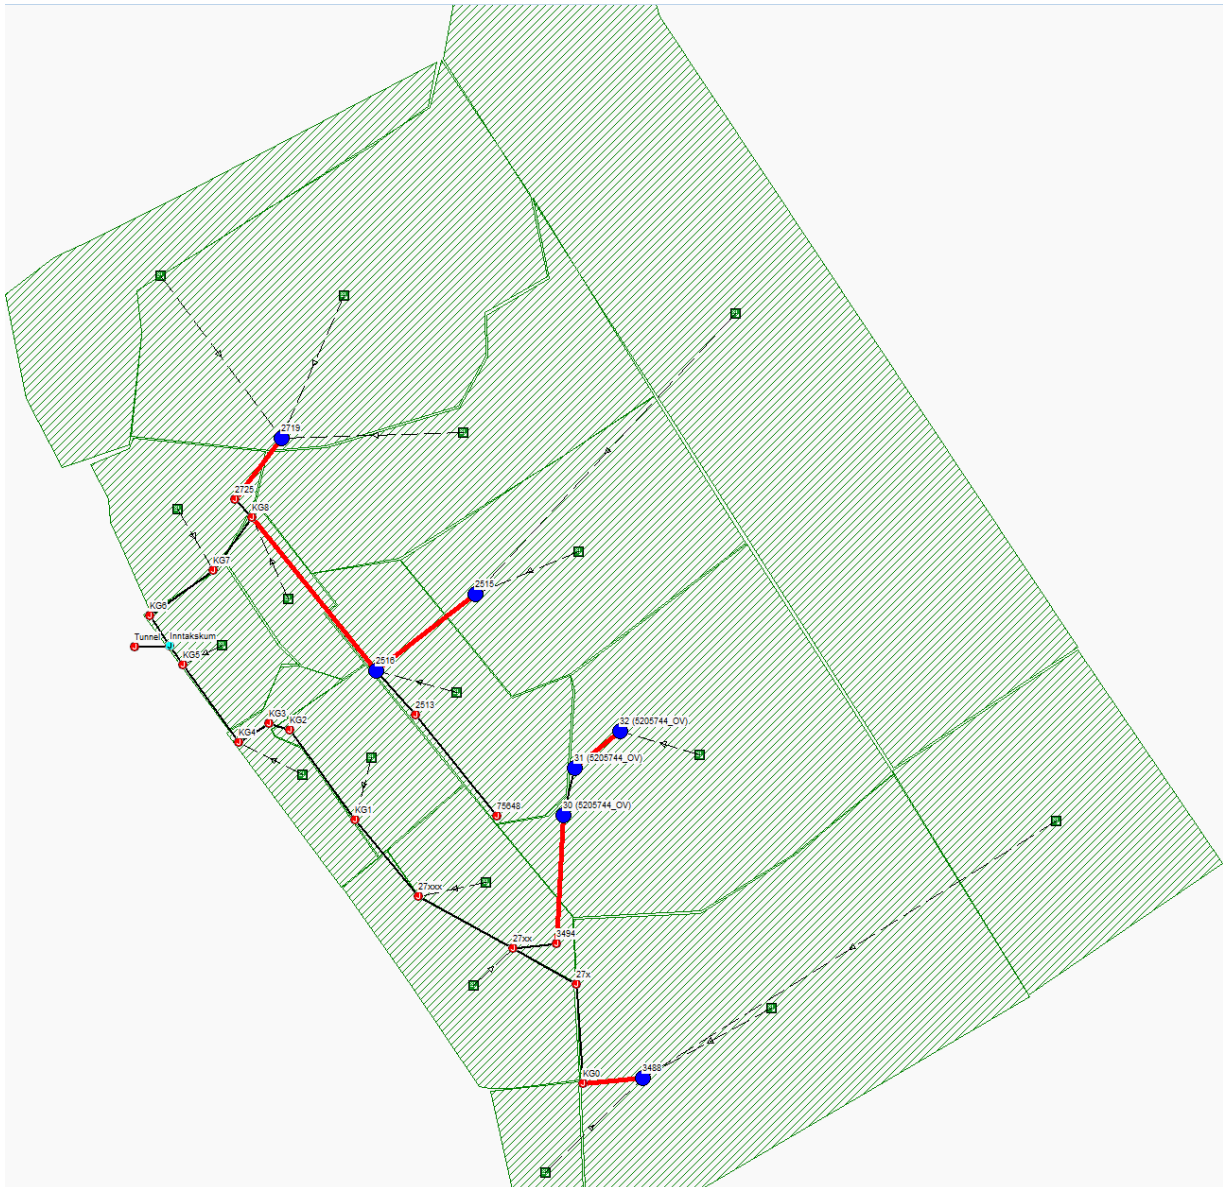 2719
2725
KG8
KG7
2515
KG6
Tunnel
Inntakskum
KG5
2516
2513
KG3
KG2
KG4
32 (5205744_OV)
31 (5205744_OV)
KG1
75648
30 (5205744_OV)
27xxx
27xx
3494
27x
KG0
3488